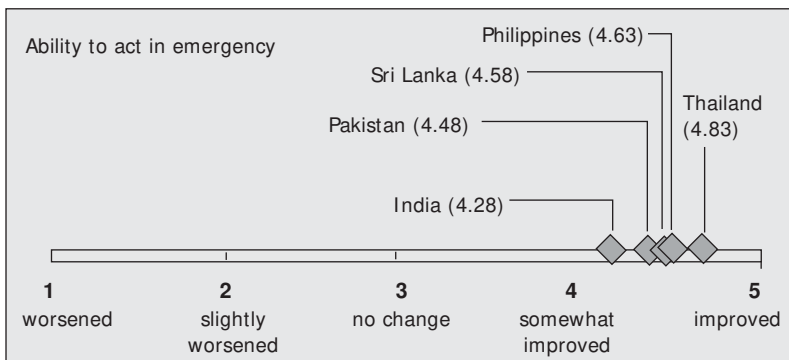 Ability to act in emergency
Philippines (4.63)
Sri Lanka (4.58)
Thailand
(4.83)
Pakistan (4.48)
India (4.28)
1 2 3 4 5
worsened slightly no change somewhat improved
worsened improved